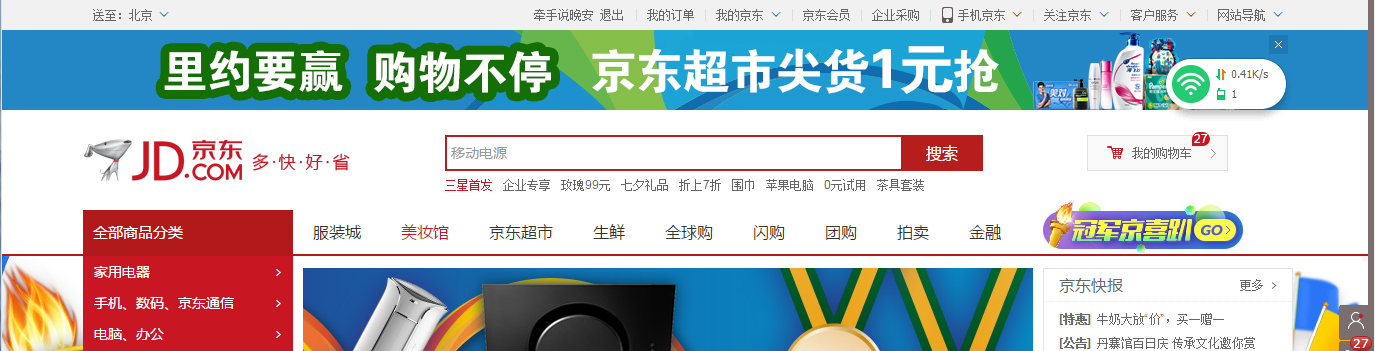 送至：北京
牵手说晚安 退出 我的订单 我的京东 京东会员 企业采购 手机京东 关注京东 客户服务 网站导航
里约要赢 购物不停 京东超市尖货1元抢
0.41K/s
1
JD.COM 京东 多·快·好·省
移动电源 搜索
27
我的购物车
三星首发 企业专享 玫瑰99元 七夕礼品 折上7折 围巾 苹果电脑 0元试用 茶具套装
全部商品分类 服装城 美妆馆 京东超市 生鲜 全球购 闪购 团购 拍卖 金融 冠军京喜趴 GO
家用电器
手机、数码、京东通信
电脑、办公
京东快报 更多
[特惠] 牛奶大放“价”，买一赠一
[公告] 丹寨馆百日庆 传承文化邀你赏
27